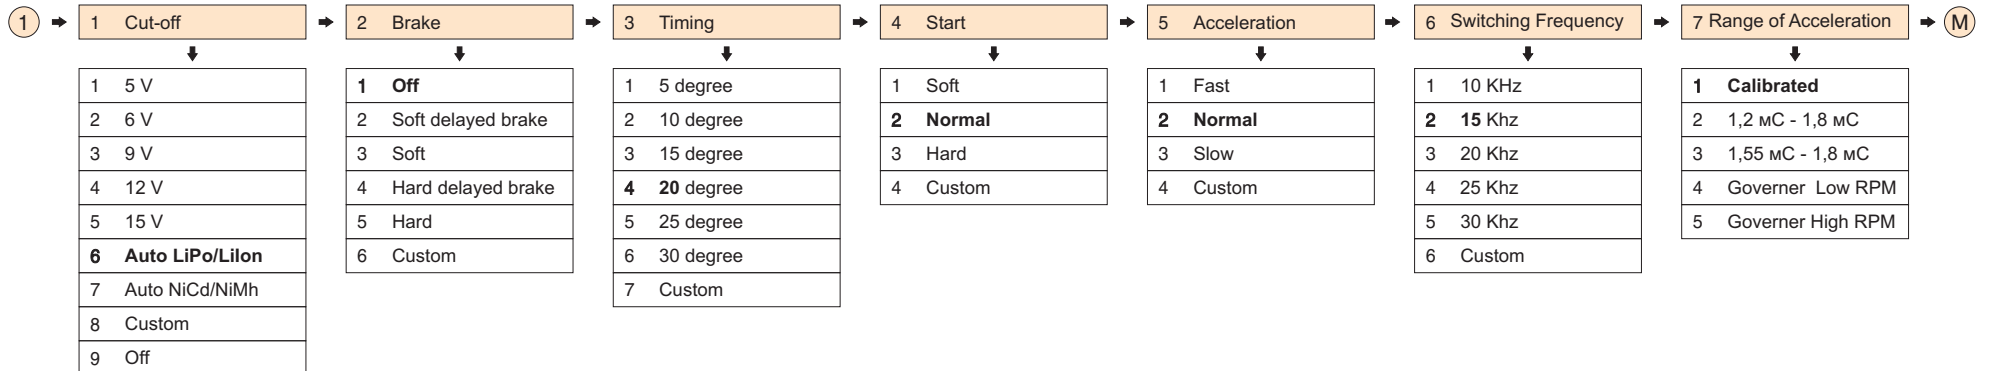 1
1 Cut-off
2 Brake
3 Timing
4 Start
5 Acceleration
6 Switching Frequency
7 Range of Acceleration
M
1 5 V
2 6 V
3 9 V
4 12 V
5 15 V
6 Auto LiPo/LiIon
7 Auto NiCd/NiMh
8 Custom
9 Off
1 Off
2 Soft delayed brake
3 Soft
4 Hard delayed brake
5 Hard
6 Custom
1 5 degree
2 10 degree
3 15 degree
4 20 degree
5 25 degree
6 30 degree
7 Custom
1 Soft
2 Normal
3 Hard
4 Custom
1 Fast
2 Normal
3 Slow
4 Custom
1 10 KHz
2 15 Khz
3 20 Khz
4 25 Khz
5 30 Khz
6 Custom
1 Calibrated
2 1,2 мС - 1,8 мС
3 1,55 мС - 1,8 мС
4 Governer Low RPM
5 Governer High RPM